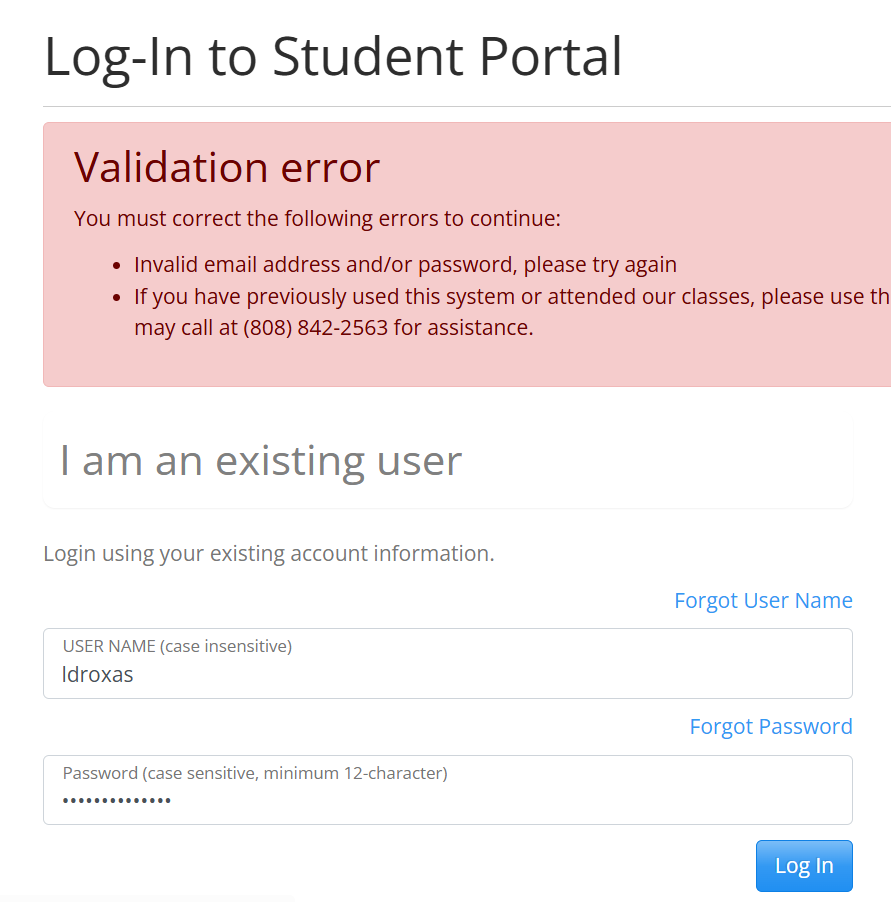 Log-In to Student Portal
Validation error
You must correct the following errors to continue:
Invalid email address and/or password, please try again
If you have previously used this system or attended our classes, please use th
may call at (808) 842-2563 for assistance.
I am an existing user
Login using your existing account information.
Forgot User Name
USER NAME (case insensitive)
ldroxas
Forgot Password
Password (case sensitive, minimum 12-character)
••••••••••••••
Log In